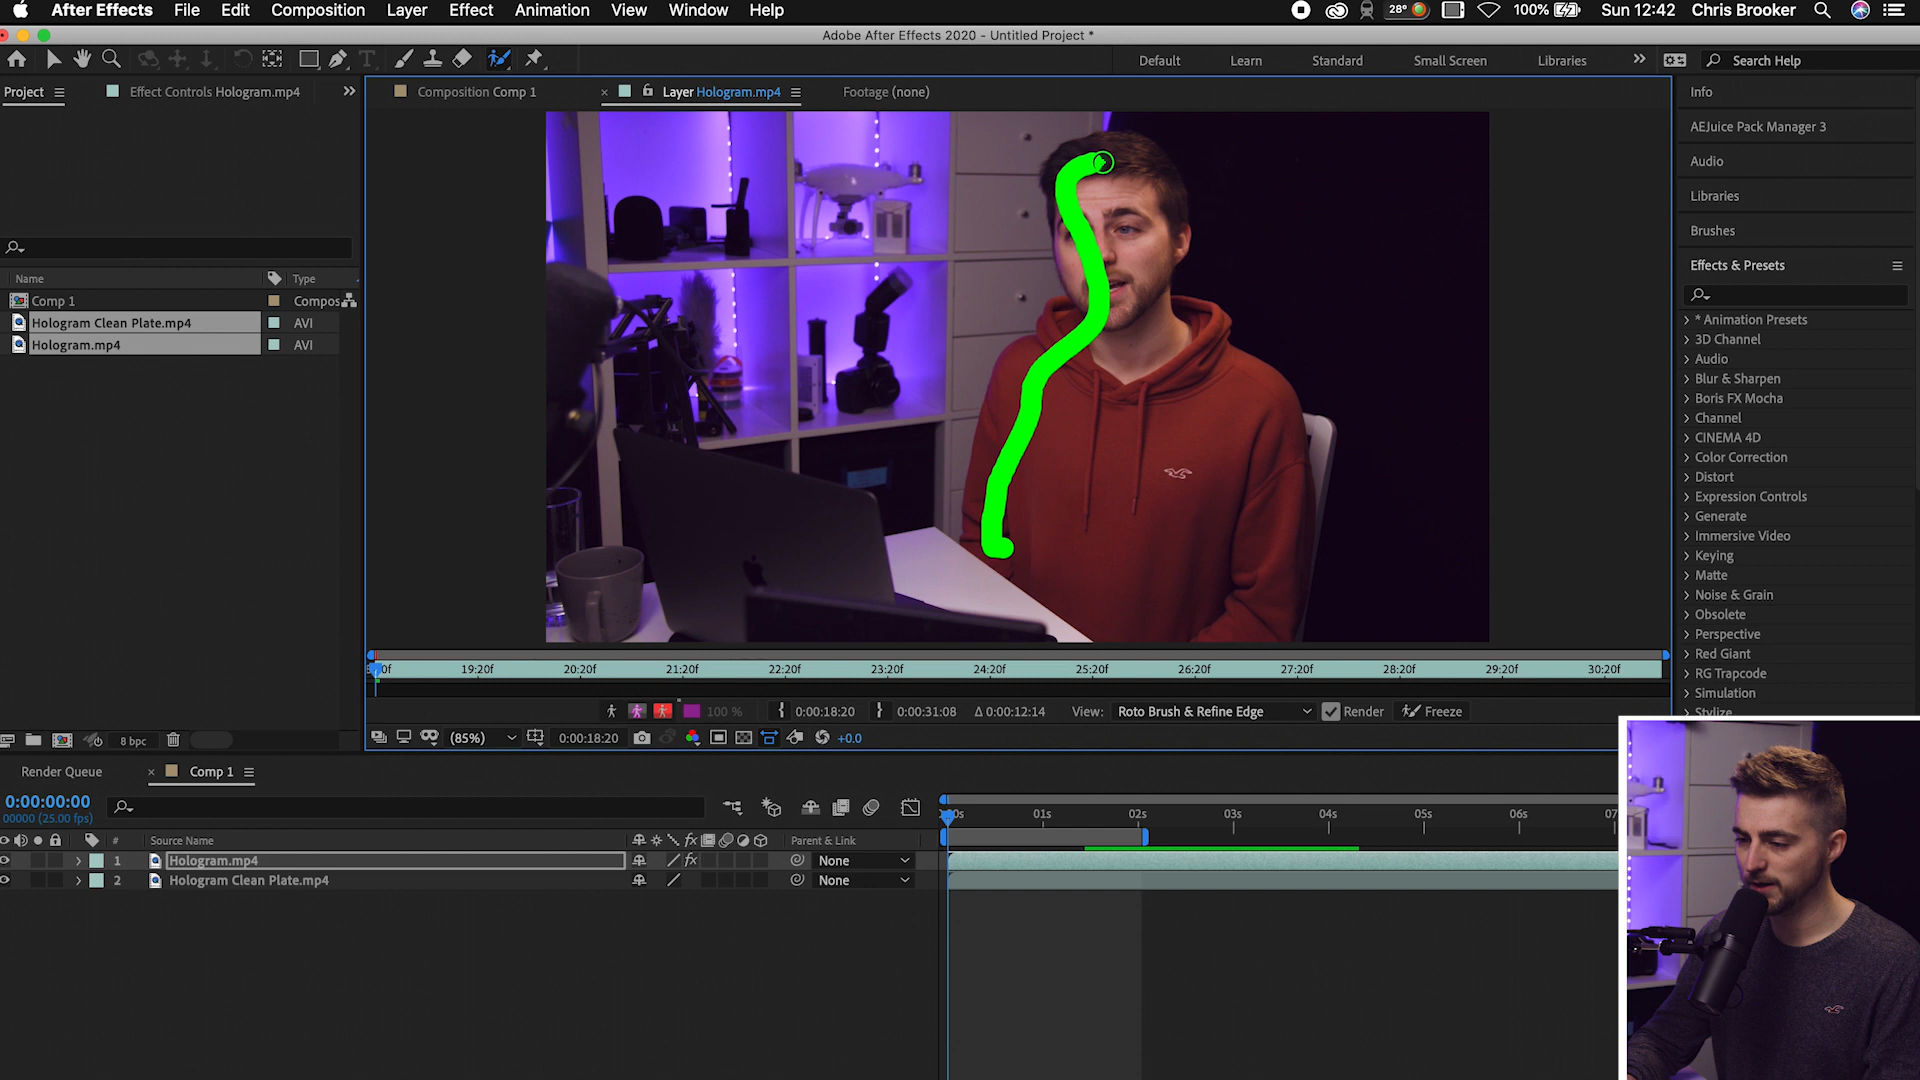 After Effects File Edit Composition Layer Effect Animation View Window Help 28° 100% Sun 12:42 Chris Brooker
Adobe After Effects 2020 - Untitled Project *
Default Learn Standard Small Screen Libraries Search Help
Project Effect Controls Hologram.mp4
Composition Comp 1 Layer Hologram.mp4 Footage (none)
Name Type
Comp 1 Compos
Hologram Clean Plate.mp4 AVI
Hologram.mp4 AVI
8 bpc
19:20f 20:20f 21:20f 22:20f 23:20f 24:20f 25:20f 26:20f 27:20f 28:20f 29:20f 30:20f
100 % 0:00:18:20 0:00:31:08 Δ 0:00:12:14 View: Roto Brush & Refine Edge Render Freeze
(85%) 0:00:18:20 +0.0
Info
AEJuice Pack Manager 3
Audio
Libraries
Brushes
Effects & Presets
* Animation Presets
3D Channel
Audio
Blur & Sharpen
Boris FX Mocha
Channel
CINEMA 4D
Color Correction
Distort
Expression Controls
Generate
Immersive Video
Keying
Matte
Noise & Grain
Obsolete
Perspective
Red Giant
RG Trapcode
Simulation
Stylize
Render Queue Comp 1
0:00:00:00
00000 (25.00 fps)
01s 02s 03s 04s 05s 06s
# Source Name fx Parent & Link
1 Hologram.mp4 fx None
2 Hologram Clean Plate.mp4 None